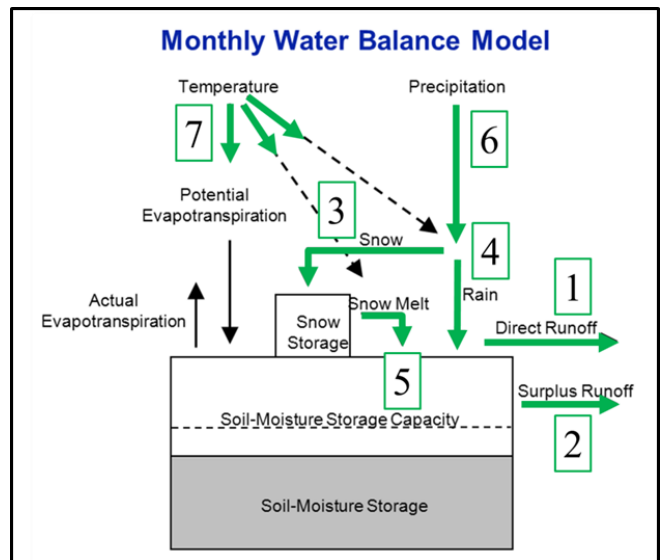 Monthly Water Balance Model
Temperature
Precipitation
7
6
Potential
Evapotranspiration
3
Snow
4
Actual
Evapotranspiration
Snow
Storage
Snow Melt
Rain
1
Direct Runoff
5
Surplus Runoff
2
Soil-Moisture Storage Capacity
Soil-Moisture Storage